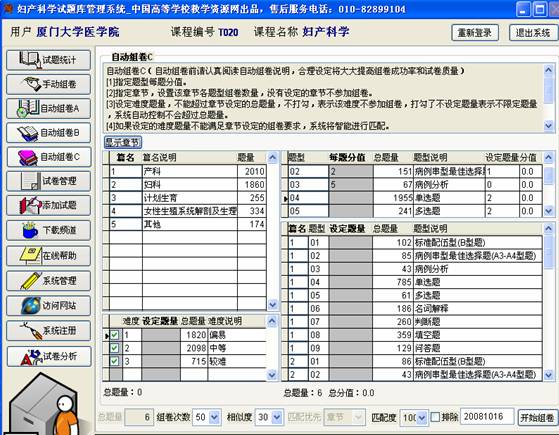 妇产科学试题库管理系统_中国高等学校教学资源网出品，售后服务电话：010-82899104
用户 厦门大学医学院 课程编号 T020 课程名称 妇产科学 重新登录 退出系统
试题统计
手动组卷
自动组卷A
自动组卷B
自动组卷C
试卷管理
添加试题
下载频道
在线帮助
系统管理
访问网站
系统注册
试卷分析
自动组卷C
自动组卷C（自动组卷前请认真阅读自动组卷说明，合理设定将大大提高组卷成功率和试卷质量）
[1]指定题型每题分值。
[2]指定章节，设置该章节各题型组卷数量，没有设定的章节不参加组卷。
[3]设定难度题量，不能超过章节设定的总题量，不打勾，表示该难度不参加组卷，打勾了不设定题量表示不限定题量，系统自动控制不会超过总题量。
[4]如果设定的难度题量不能满足章节设定的组卷要求，系统将智能进行匹配。
显示章节
篇名 篇名说明 题量
1 产科 2010
2 妇科 1860
3 计划生育 255
4 女性生殖系统解剖及生理 334
5 其他 174
难度 设定题量 总题量 难度说明
1 1820 偏易
2 2098 中等
3 715 较难
总题量：0
题型 每题分值 总题量 题型说明 设定题量 分值
02 2 151 病例串型最佳选择题 1 0.0
03 5 67 病例分析 0 0.0
04 1955 单选题 2 0.0
05 241 多选题 2 0.0
篇名 题型 设定题量 总题量 题型说明
1 01 102 标准配伍型(B型题)
1 02 85 病例串型最佳选择题(A3-A4型题)
1 03 43 病例分析
1 04 785 单选题
1 05 61 多选题
1 06 186 名词解释
1 07 260 判断题
1 08 359 填空题
1 09 129 问答题
2 01 86 标准配伍型(B型题)
2 02 43 病例串型最佳选择题(A3-A4型题)
总题量：6 总分值：0.0
总题量 6 组卷次数 50 相似度 30 匹配优先 章节 匹配度 100 排除 20081016 开始组卷